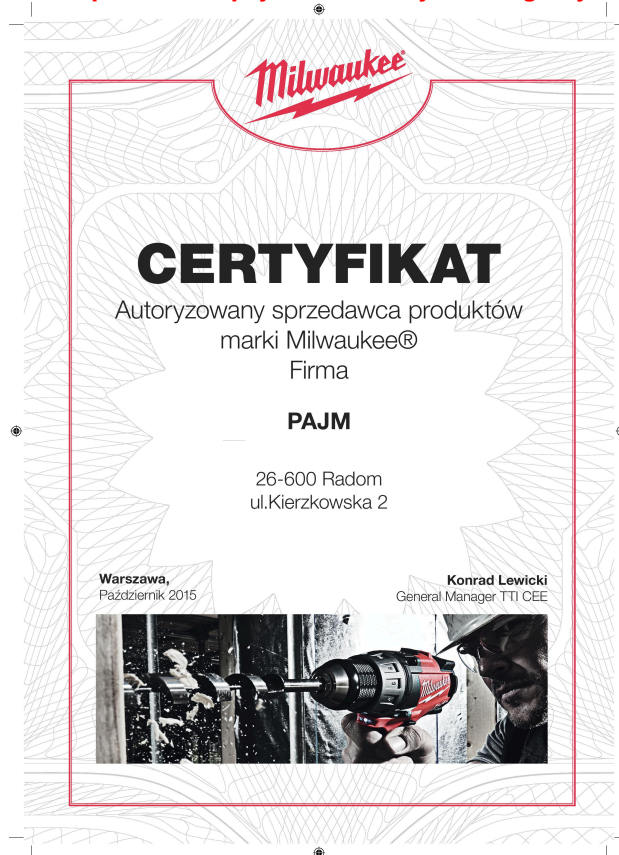 Milwaukee®
CERTYFIKAT
Autoryzowany sprzedawca produktów
marki Milwaukee®
Firma
PAJM
26-600 Radom
ul.Kierzkowska 2
Warszawa,
Październik 2015
Konrad Lewicki
General Manager TTI CEE
Milwaukee